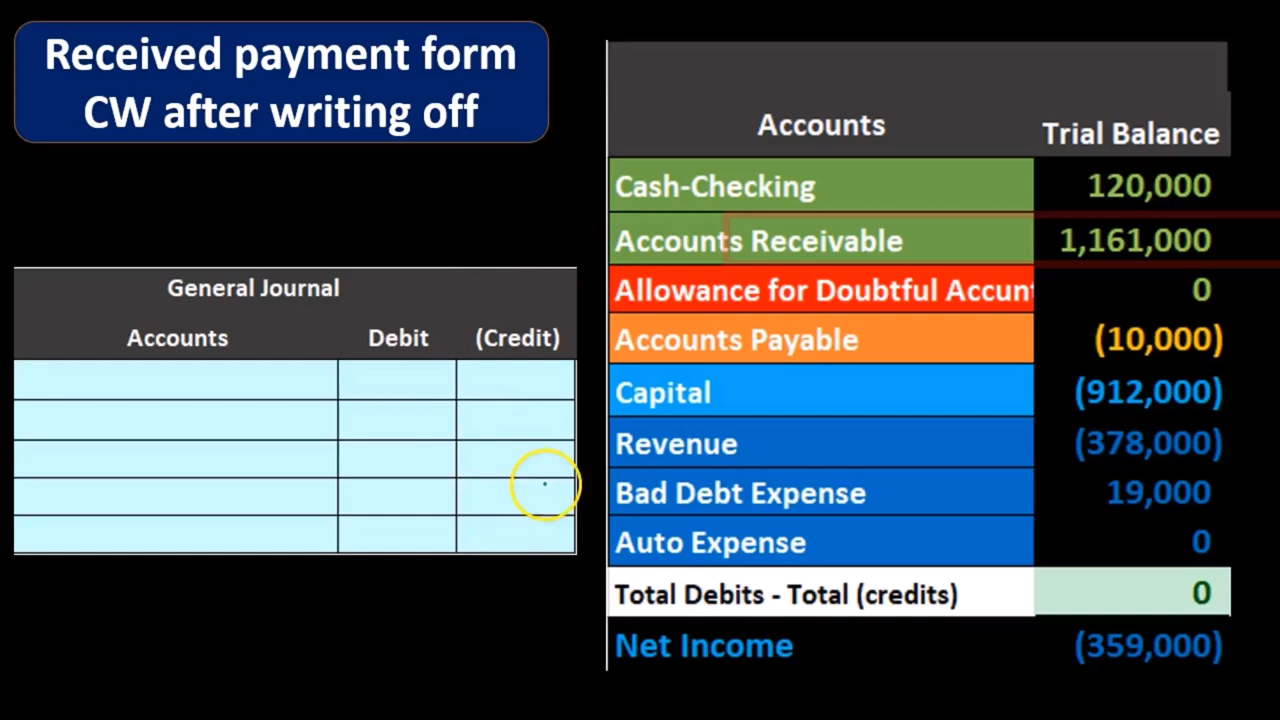 Received payment form
CW after writing off
General Journal
Accounts Debit (Credit)
Accounts Trial Balance
Cash-Checking 120,000
Accounts Receivable 1,161,000
Allowance for Doubtful Accunt 0
Accounts Payable (10,000)
Capital (912,000)
Revenue (378,000)
Bad Debt Expense 19,000
Auto Expense 0
Total Debits - Total (credits) 0
Net Income (359,000)